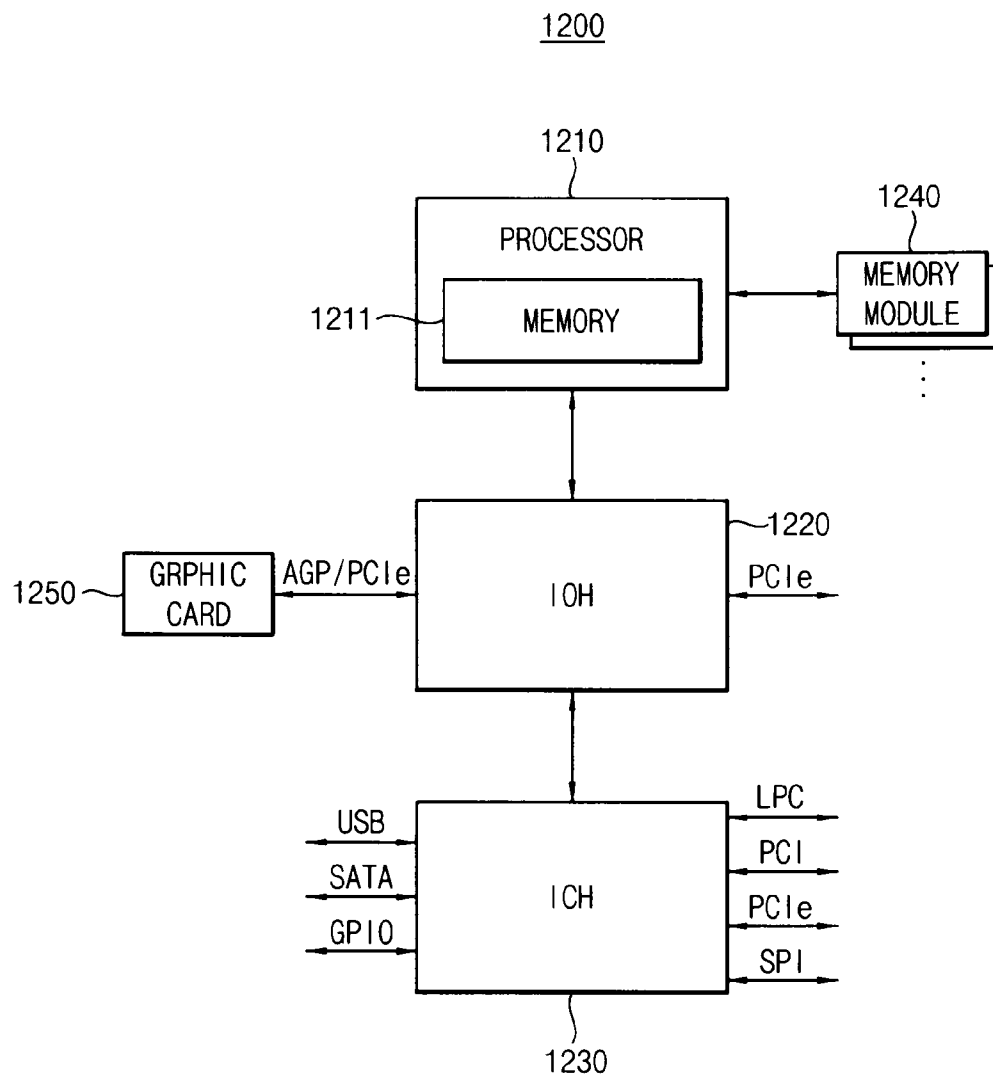 1200
1210
PROCESSOR
1211
MEMORY
1240
MEMORY
MODULE
1220
1250
GRPHIC
CARD
AGP/PCIe
IOH
PCIe
USB
SATA
GPIO
ICH
LPC
PCI
PCIe
SPI
1230